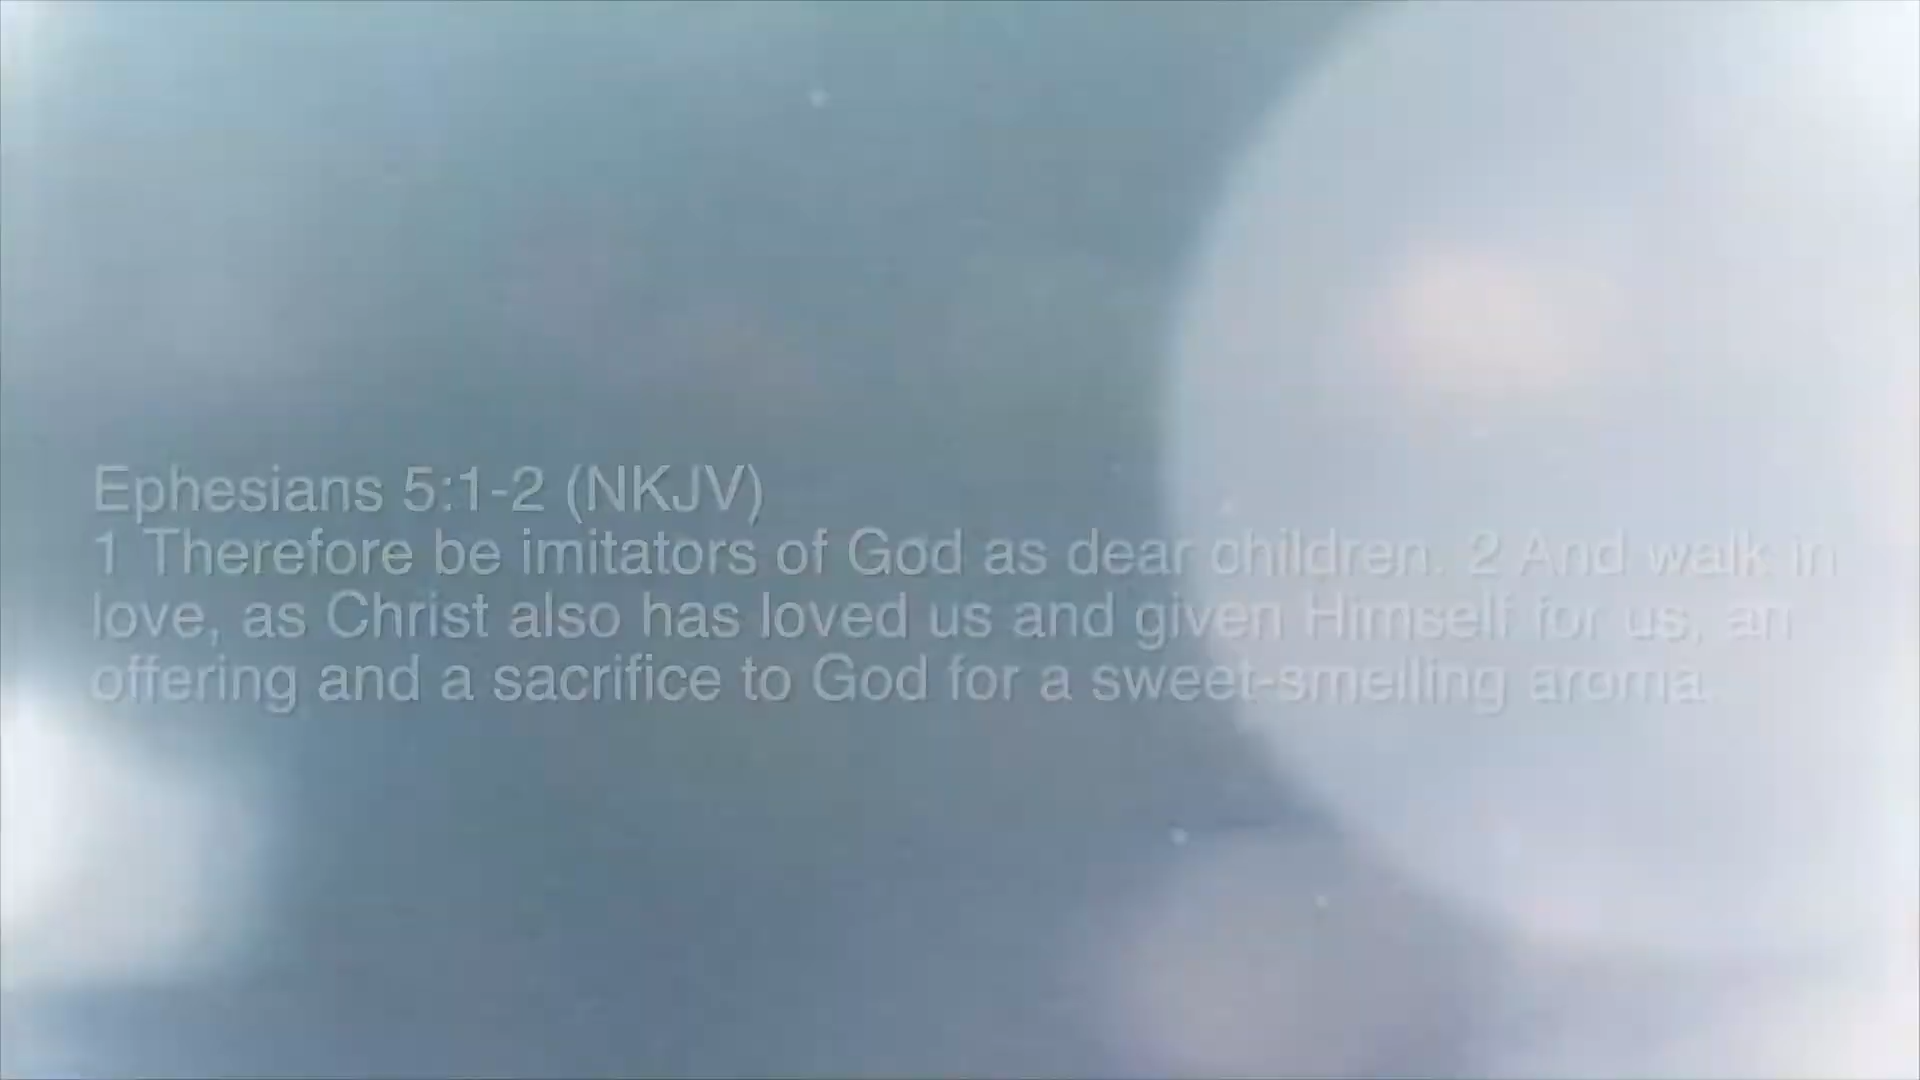 Ephesians 5:1-2 (NKJV)
1 Therefore be imitators of God as dear children. 2 And walk in
love, as Christ also has loved us and given Himself for us, an
offering and a sacrifice to God for a sweet-smelling aroma.